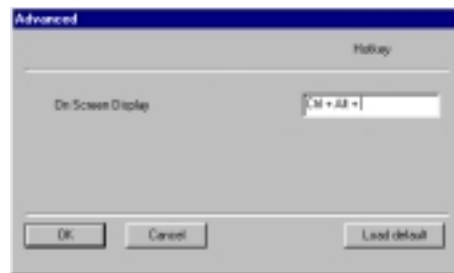 Advanced
Hotkey
On Screen Display
Ctrl + Alt +
OK
Cancel
Load default